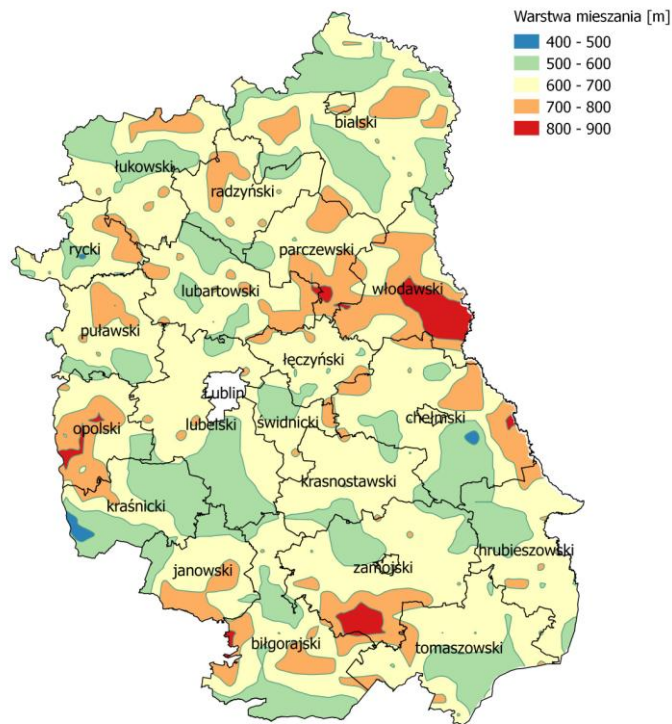 Warstwa mieszania [m]
400 - 500
500 - 600
600 - 700
700 - 800
800 - 900
bialski
łukowski
radzyński
rycki
parczewski
lubartowski
włodawski
puławski
łęczyński
Lublin
opolski
lubelski
świdnicki
chełmski
krasnostawski
kraśnicki
hrubieszowski
janowski
zamojski
biłgorajski
tomaszowski